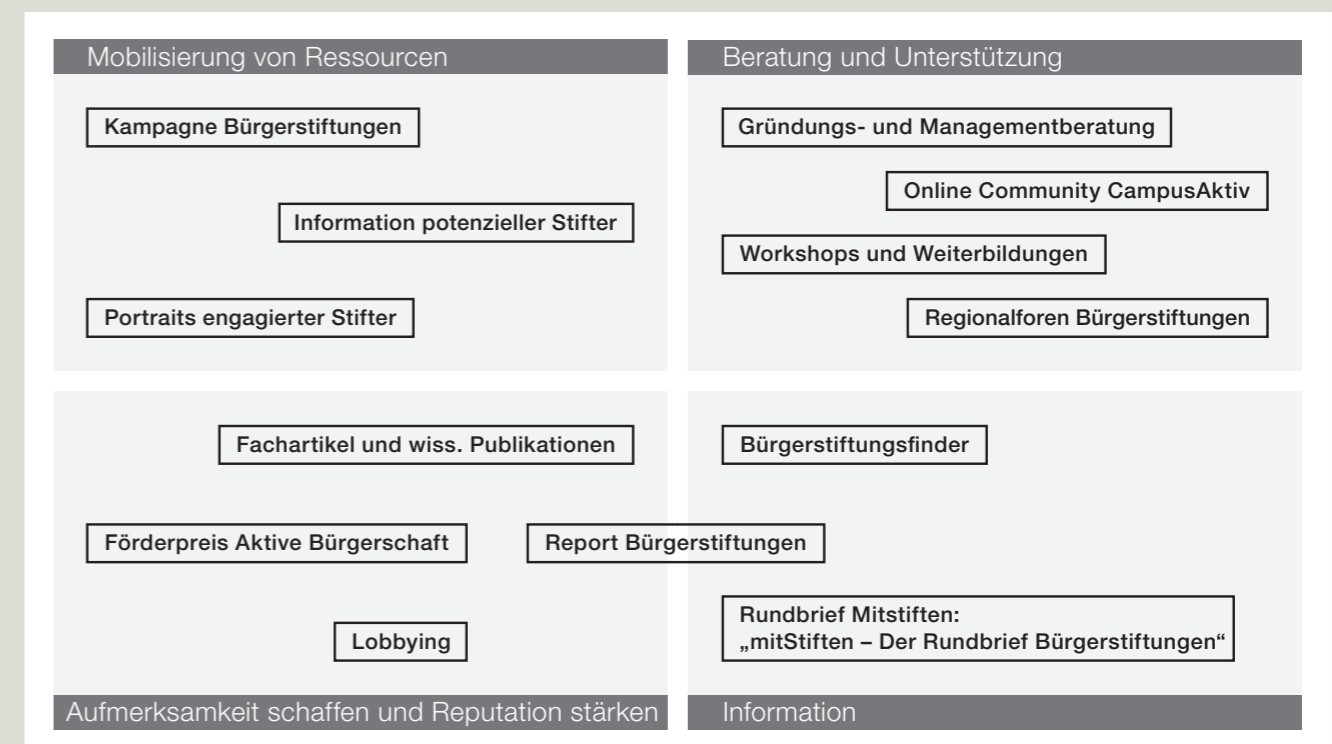 Mobilisierung von Ressourcen
Kampagne Bürgerstiftungen
Information potenzieller Stifter
Portraits engagierter Stifter
Beratung und Unterstützung
Gründungs- und Managementberatung
Online Community CampusAktiv
Workshops und Weiterbildungen
Regionalforen Bürgerstiftungen
Fachartikel und wiss. Publikationen
Förderpreis Aktive Bürgerschaft
Report Bürgerstiftungen
Lobbying
Aufmerksamkeit schaffen und Reputation stärken
Bürgerstiftungsfinder
Rundbrief Mitstiften:
„mitStiften – Der Rundbrief Bürgerstiftungen“
Information